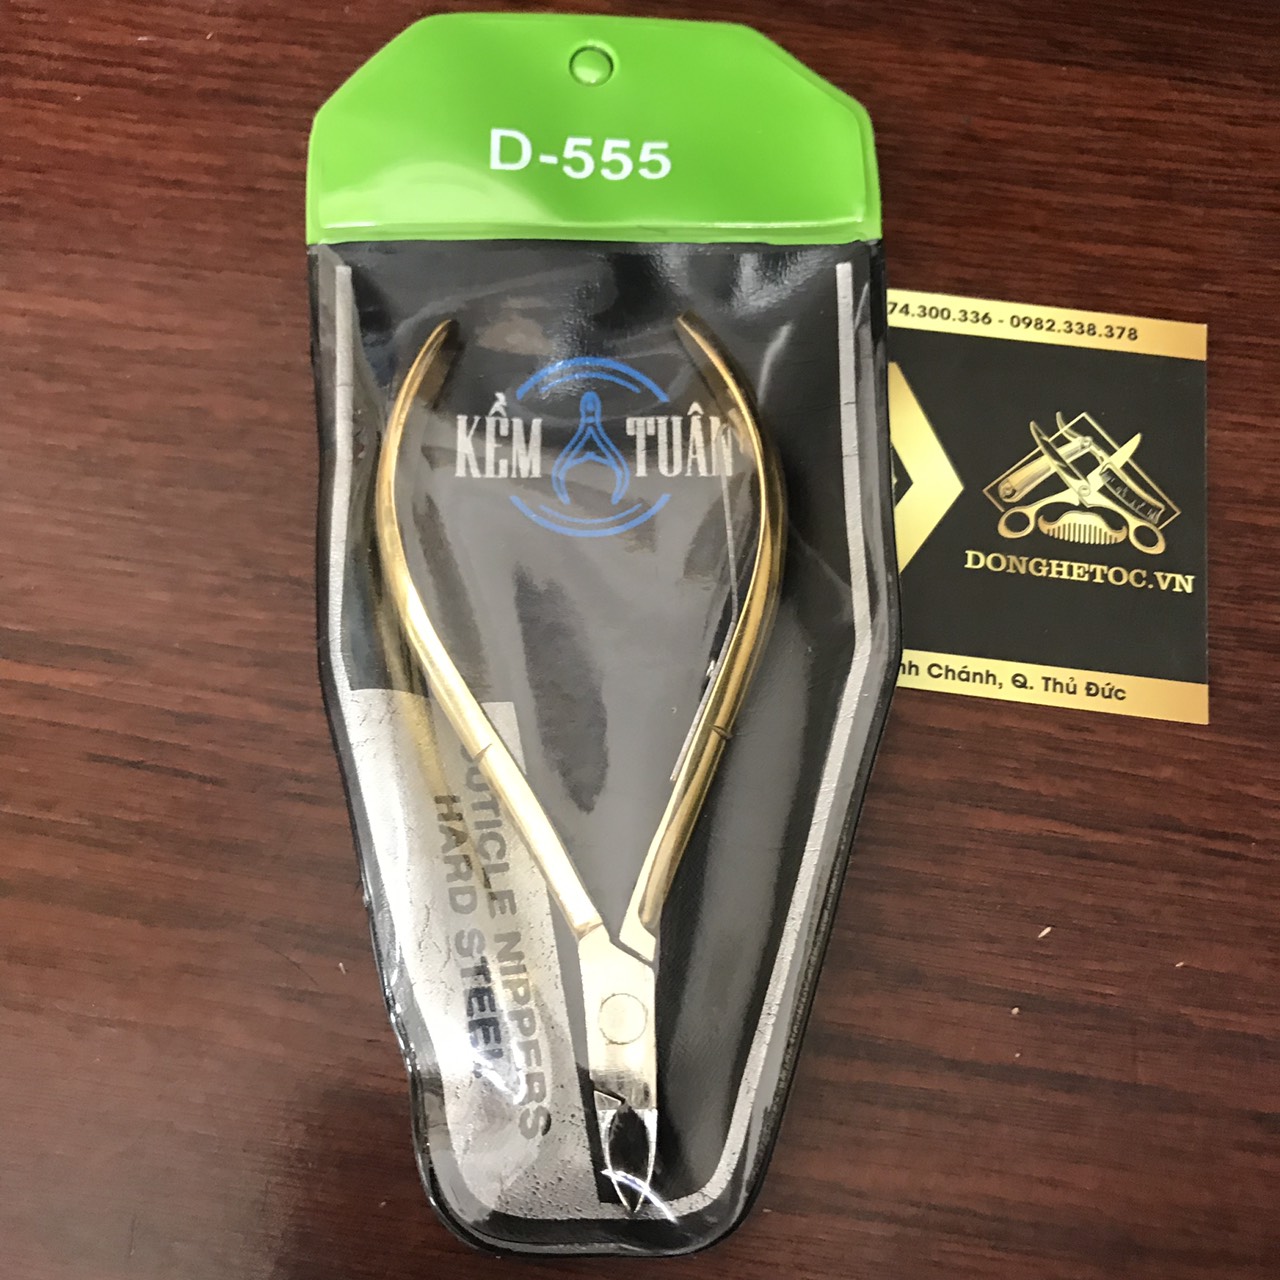 D-555
KỀM TUẤN
CUTICLE NIPPERS
HARD STEEL
74.300.336 - 0982.338.378
DONGHETOC.VN
nh Chánh, Q. Thủ Đức